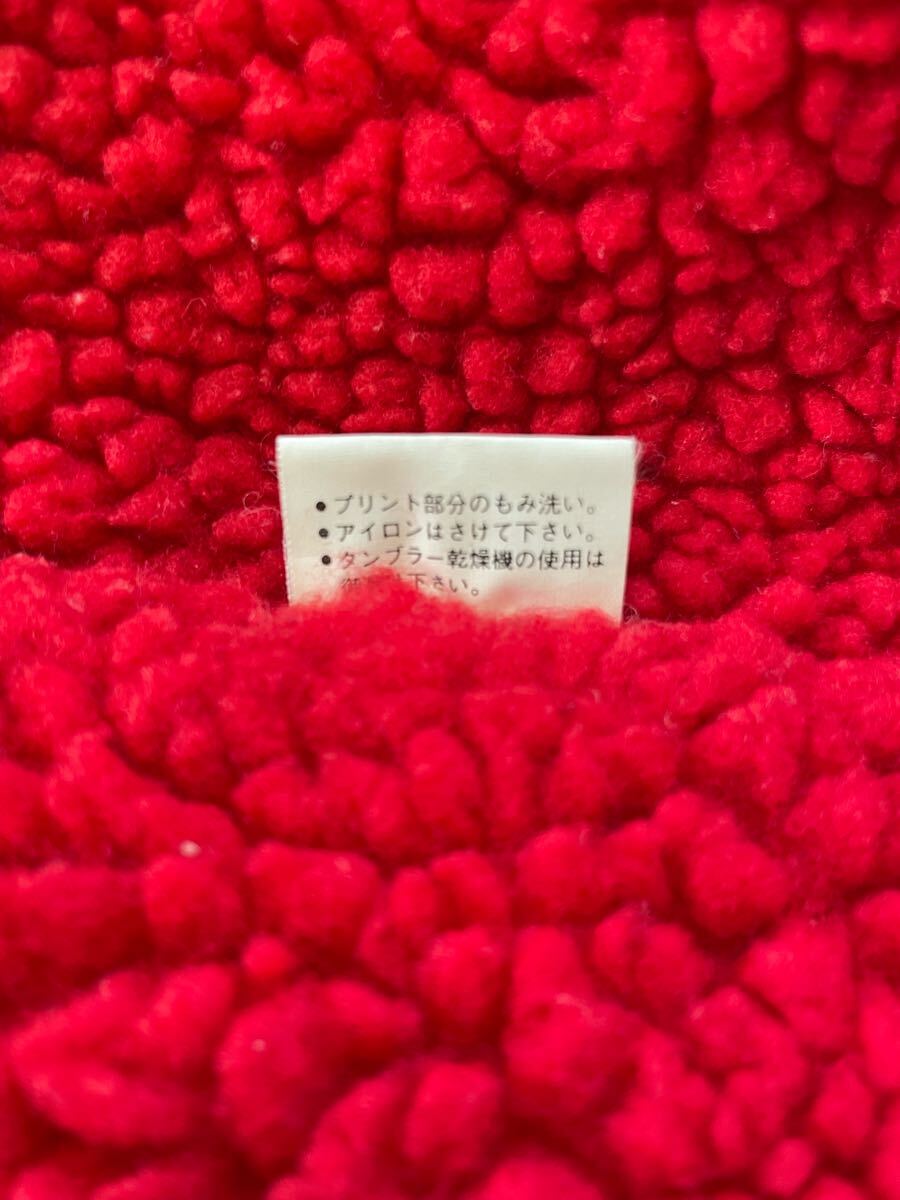 •プリント部分のもみ洗い。
•アイロンはさけて下さい。
•タンブラー乾燥機の使用は
下さい。